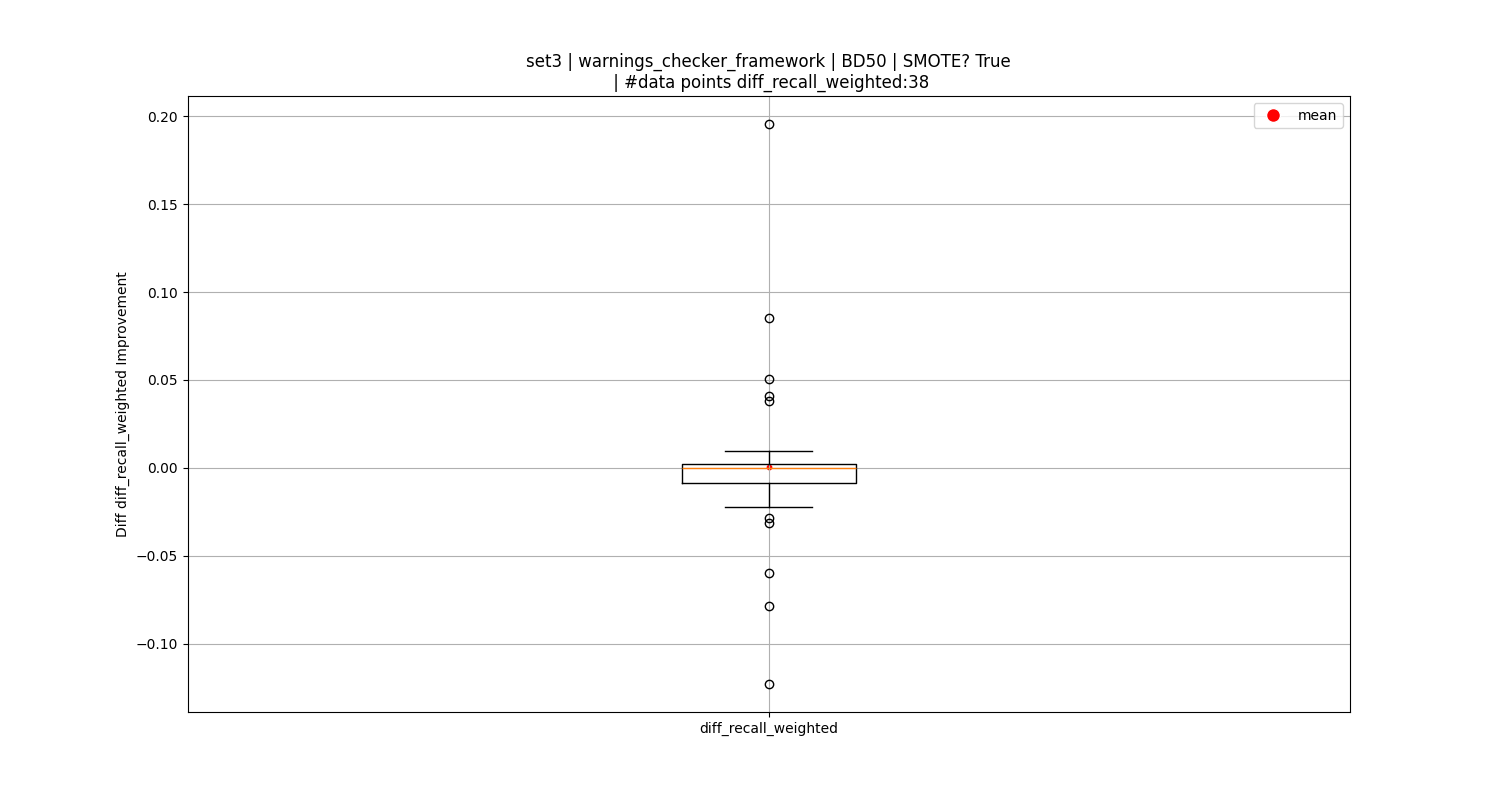 set3 | warnings_checker_framework | BD50 | SMOTE? True
| #data points diff_recall_weighted:38
mean
0.20
0.15
0.10
0.05
0.00
−0.05
−0.10
Diff diff_recall_weighted Improvement
diff_recall_weighted